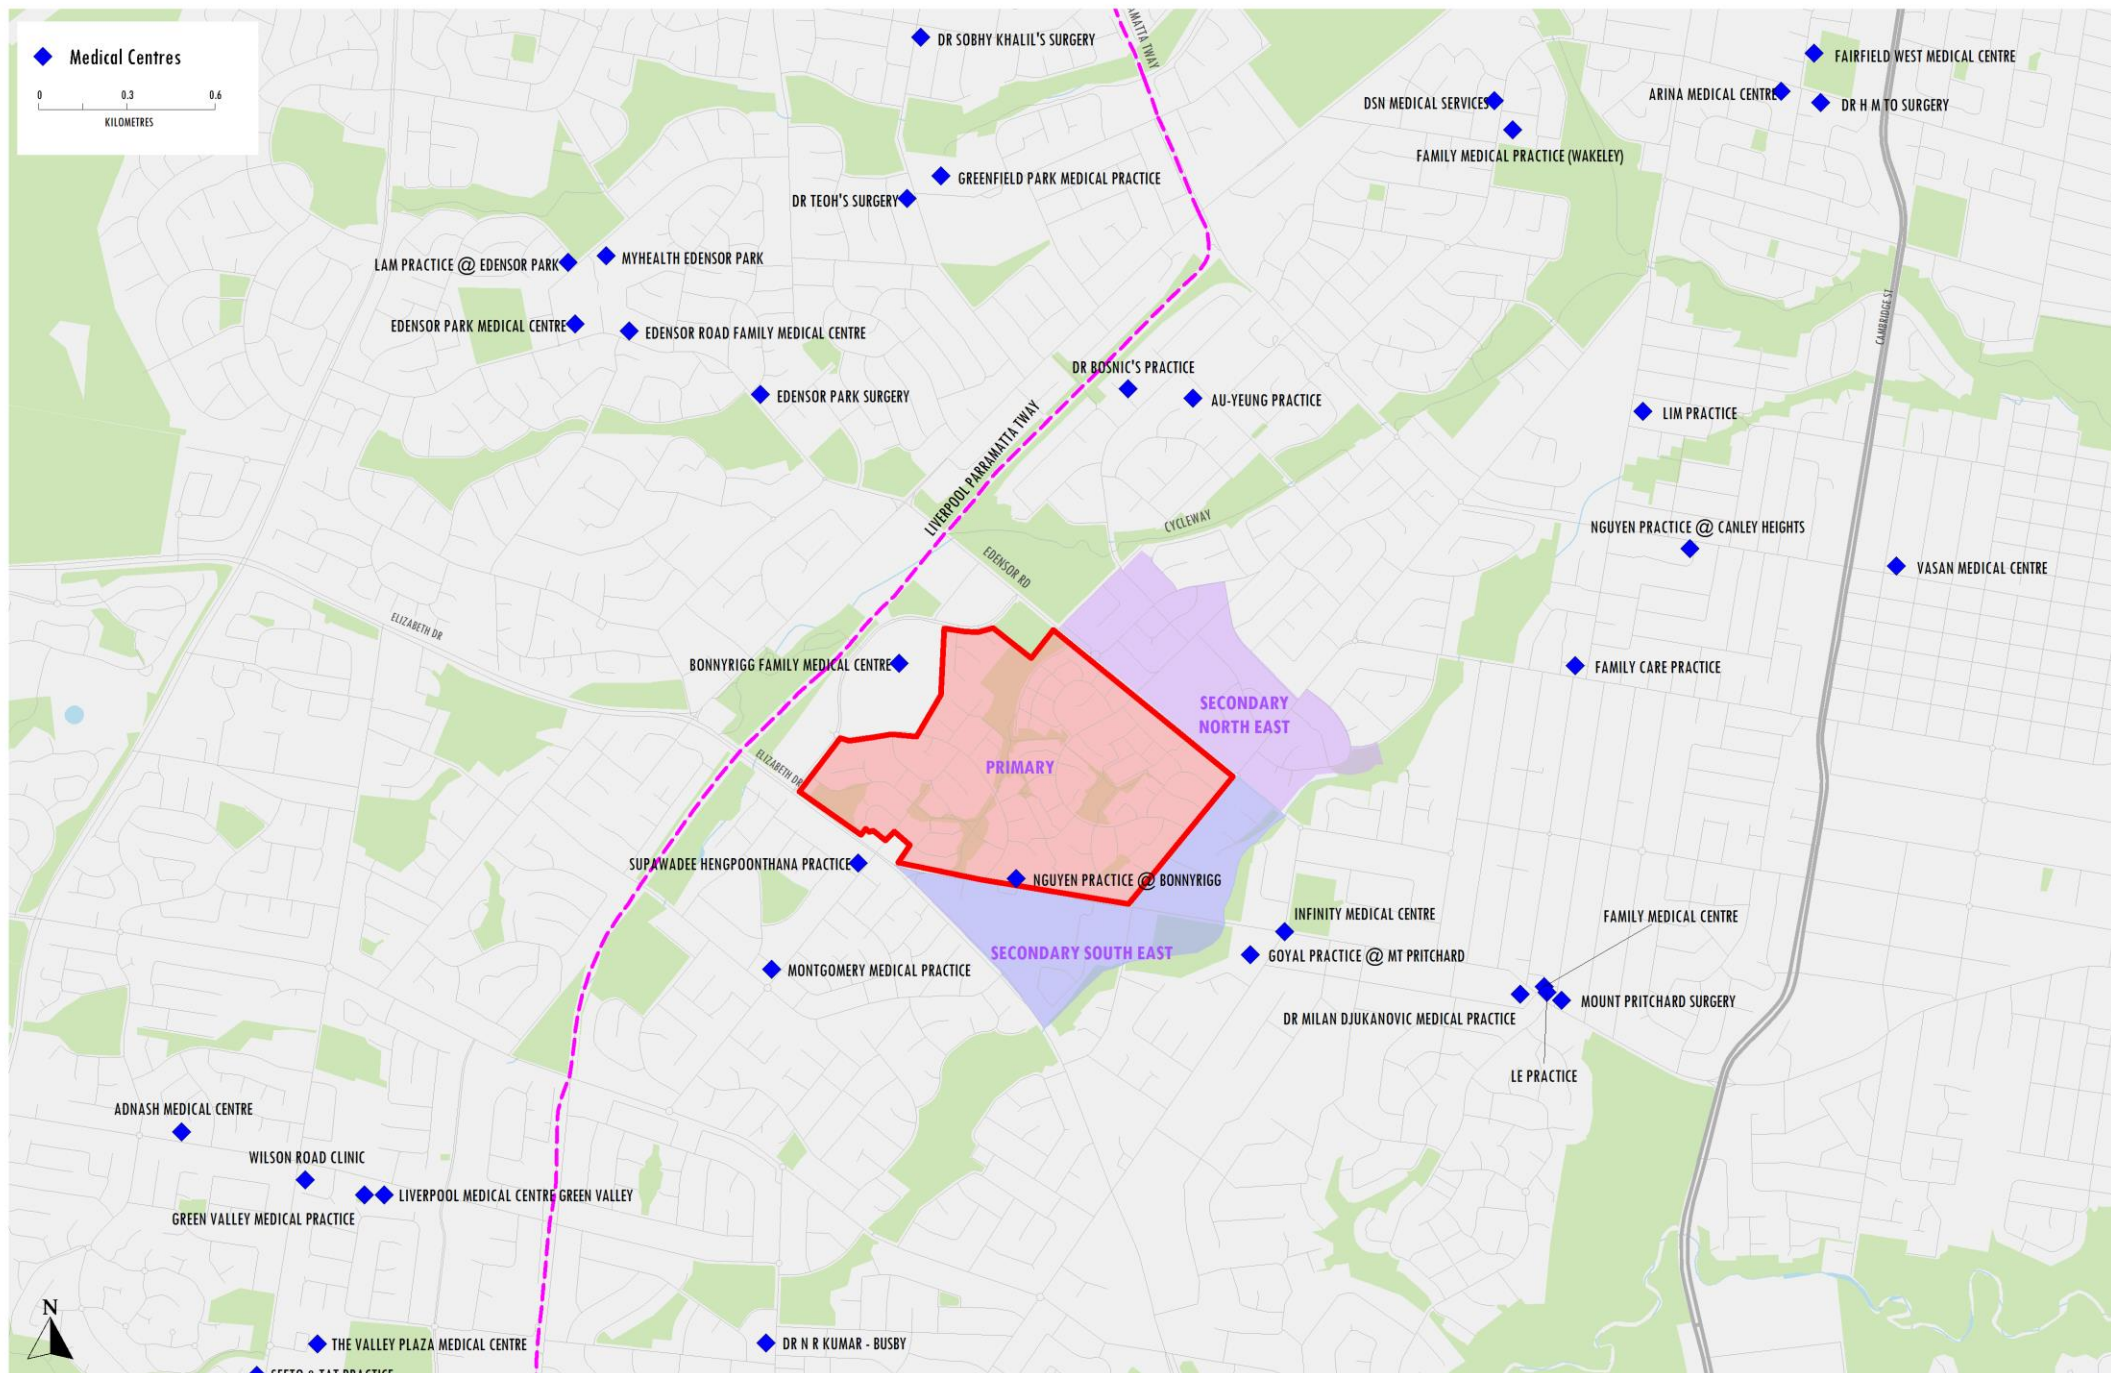 Medical Centres
0 0.3 0.6
KILOMETRES
DR SOBHY KHALIL'S SURGERY
AMATTA TWAY
FAIRFIELD WEST MEDICAL CENTRE
ARINA MEDICAL CENTRE
DR H M TO SURGERY
DSN MEDICAL SERVICES
FAMILY MEDICAL PRACTICE (WAKELEY)
GREENFIELD PARK MEDICAL PRACTICE
DR TEOH'S SURGERY
LAM PRACTICE @ EDENSOR PARK
MYHEALTH EDENSOR PARK
EDENSOR PARK MEDICAL CENTRE
EDENSOR ROAD FAMILY MEDICAL CENTRE
CAMBRIDGE ST
DR BOSNIC'S PRACTICE
EDENSOR PARK SURGERY
AU-YEUNG PRACTICE
LIM PRACTICE
LIVERPOOL PARRAMATTA TWAY
CYCLEWAY
NGUYEN PRACTICE @ CANLEY HEIGHTS
EDENSOR RD
VASAN MEDICAL CENTRE
ELIZABETH DR
BONNYRIGG FAMILY MEDICAL CENTRE
FAMILY CARE PRACTICE
SECONDARY
NORTH EAST
PRIMARY
ELIZABETH DR
SUPAWADEE HENGPOONTHANA PRACTICE
NGUYEN PRACTICE @ BONNYRIGG
INFINITY MEDICAL CENTRE
FAMILY MEDICAL CENTRE
SECONDARY SOUTH EAST
GOYAL PRACTICE @ MT PRITCHARD
MONTGOMERY MEDICAL PRACTICE
MOUNT PRITCHARD SURGERY
DR MILAN DJUKANOVIC MEDICAL PRACTICE
LE PRACTICE
ADNASH MEDICAL CENTRE
WILSON ROAD CLINIC
LIVERPOOL MEDICAL CENTRE GREEN VALLEY
GREEN VALLEY MEDICAL PRACTICE
N
THE VALLEY PLAZA MEDICAL CENTRE
DR N R KUMAR - BUSBY